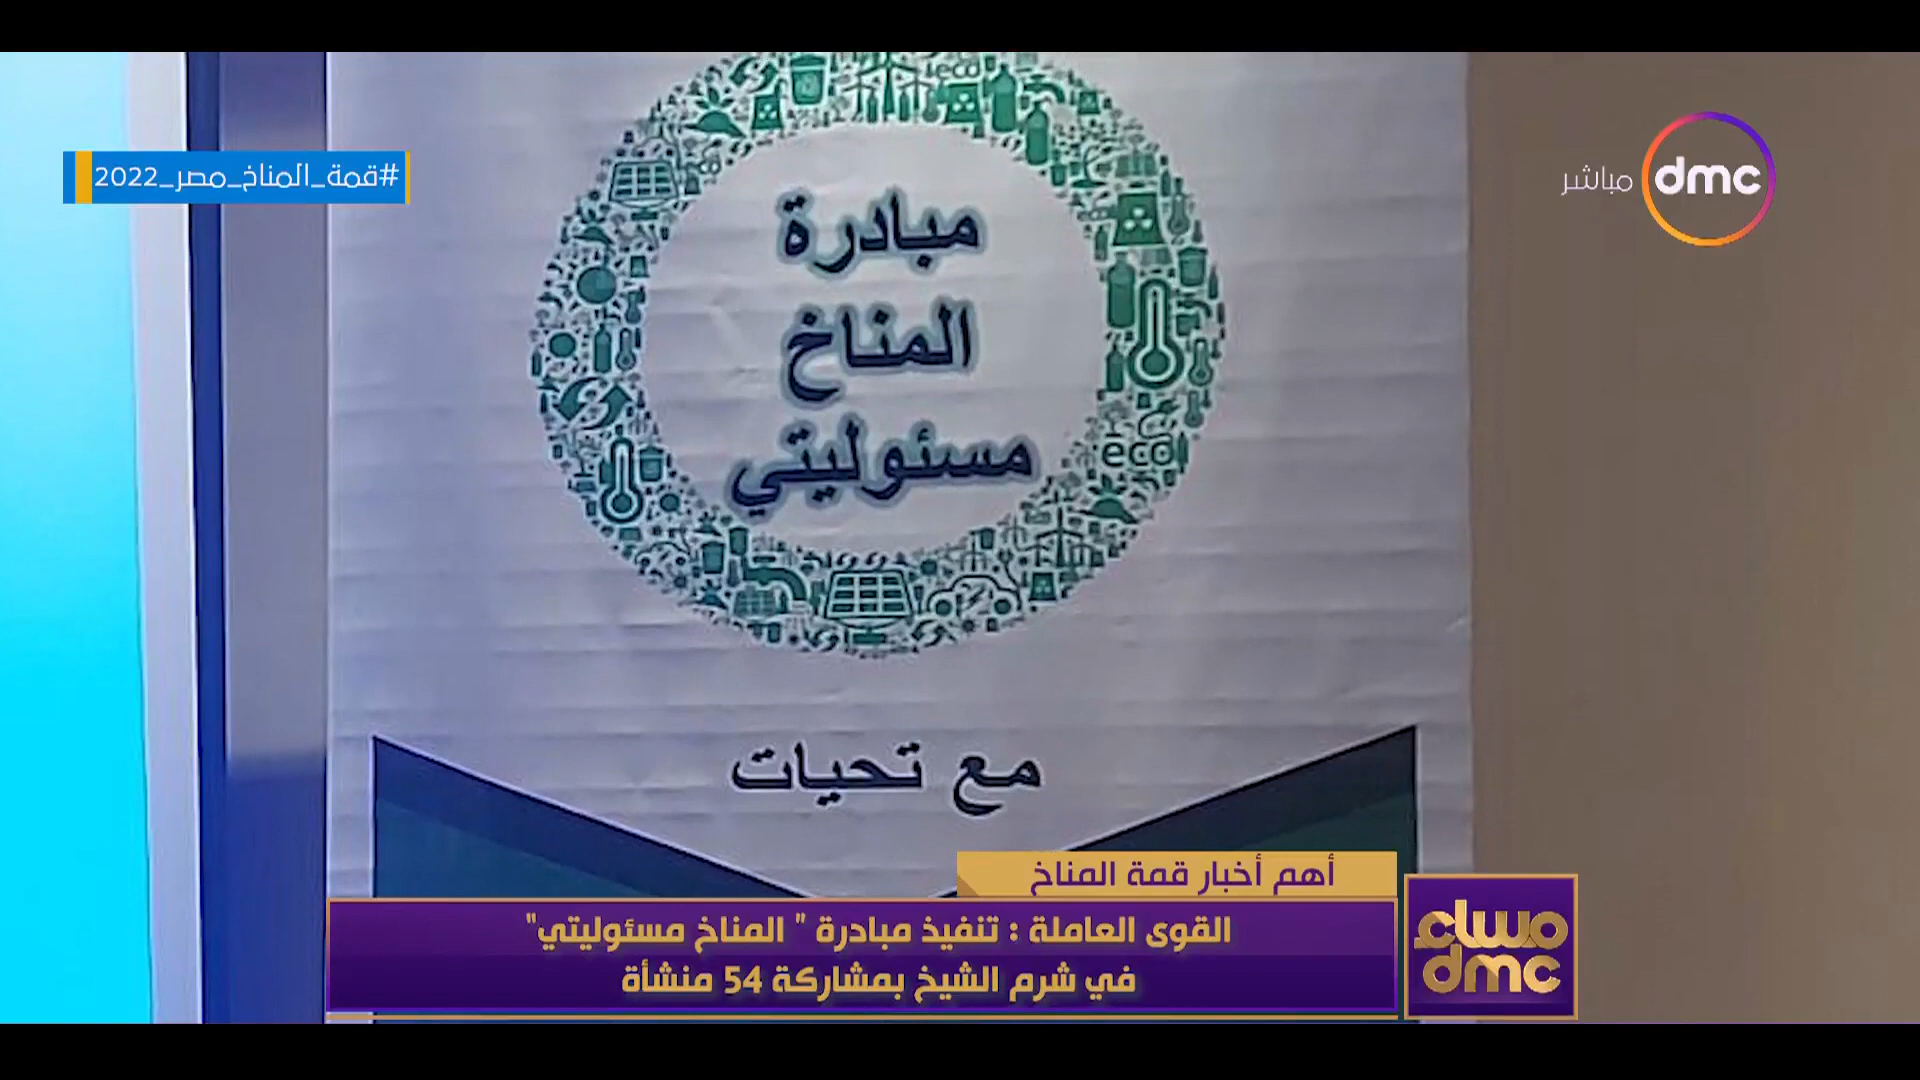 #قمة_المناخ_مصر_2022
مباشر dmc
eco
مبادرة
المناخ
مسئوليتي
eco
مع تحيات
أهم أخبار قمة المناخ
القوى العاملة : تنفيذ مبادرة " المناخ مسئوليتي"
في شرم الشيخ بمشاركة 54 منشأة
مساء
dmc